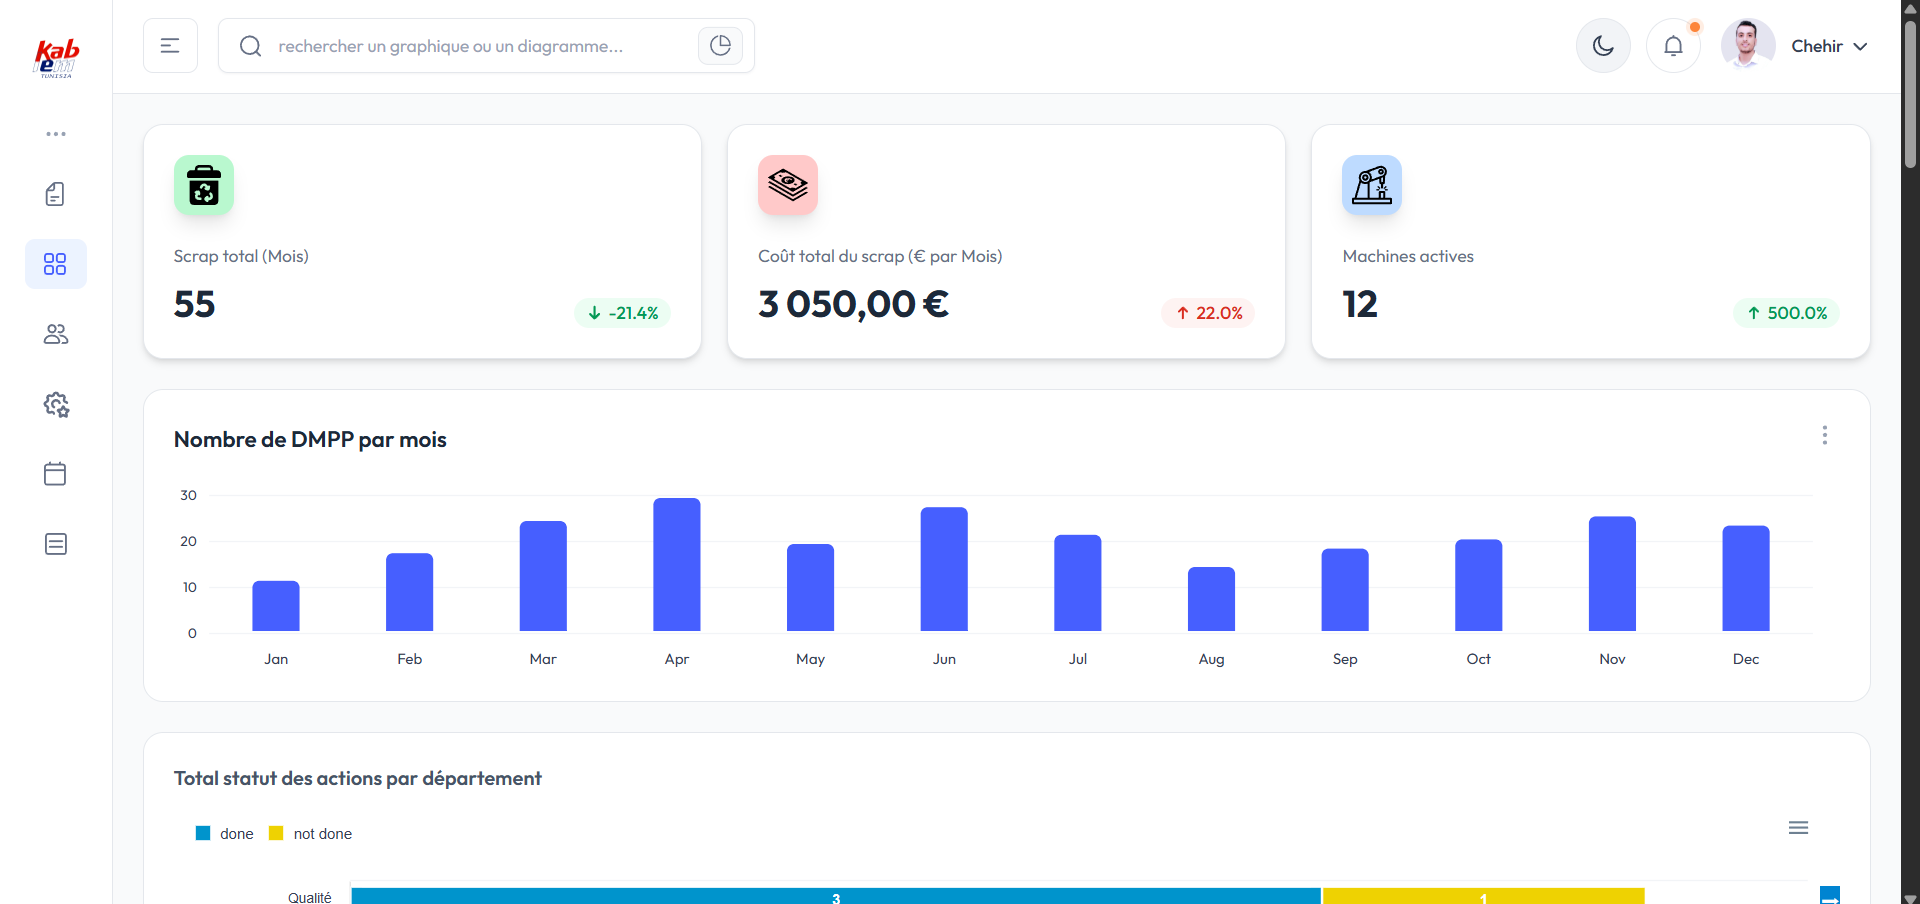 Kab
lem
TUNISIA
rechercher un graphique ou un diagramme...
Chehir
Scrap total (Mois)
55
-21.4%
Coût total du scrap (€ par Mois)
3 050,00 €
22.0%
Machines actives
12
500.0%
Nombre de DMPP par mois
30
20
10
0
Jan Feb Mar Apr May Jun Jul Aug Sep Oct Nov Dec
Total statut des actions par département
done not done
Qualité 3 1